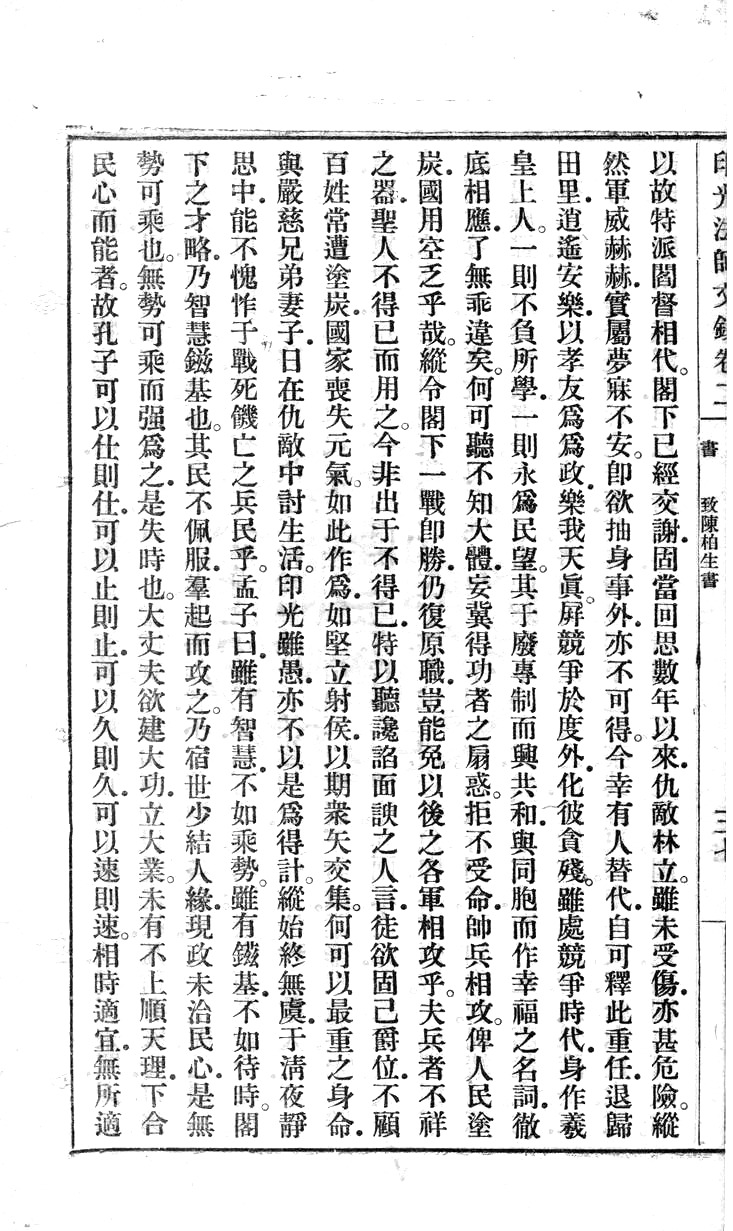 印光法師文鈔卷二 書 致陳柏生書
以故特派閻督相代。閣下已經交謝。固當回思數年以來。仇敵林立。雖未受傷。亦甚危險。縱
然軍威赫赫。實屬夢寐不安。卽欲抽身事外。亦不可得。今幸有人替代。自可釋此重任。退歸
田里。逍遙安樂。以孝友爲爲政。樂我天眞。屛競爭於度外。化彼貪殘。雖處競爭時代。身作羲
皇上人。一則不負所學。一則永爲民望。其于廢專制而興共和。與同胞而作幸福之名詞。徹
底相應。了無乖違矣。何可聽不知大體。妄冀得功者之扇惑。拒不受命。帥兵相攻。俾人民塗
炭。國用空乏乎哉。縱令閣下一戰卽勝。仍復原職。豈能免以後之各軍相攻乎。夫兵者不祥
之器。聖人不得已而用之。今非出于不得已。特以聽讒諂面諛之人言。徒欲固己爵位。不顧
百姓常遭塗炭。國家喪失元氣。如此作爲。如堅立射侯。以期衆矢交集。何可以最重之身命。
與嚴慈兄弟妻子。日在仇敵中討生活。印光雖愚。亦不以是爲得計。縱始終無虞。于淸夜靜
思中。能不愧怍于戰死饑亡之兵民乎。孟子曰。雖有智慧。不如乘勢。雖有鎡基。不如待時。閣
下之才略。乃智慧鎡基也。其民不佩服。羣起而攻之。乃宿世少結人緣。現政未治民心。是無
勢可乘也。無勢可乘而强爲之。是失時也。大丈夫欲建大功。立大業。未有不上順天理。下合
民心而能者。故孔子可以仕則仕。可以止則止。可以久則久。可以速則速。相時適宜。無所適